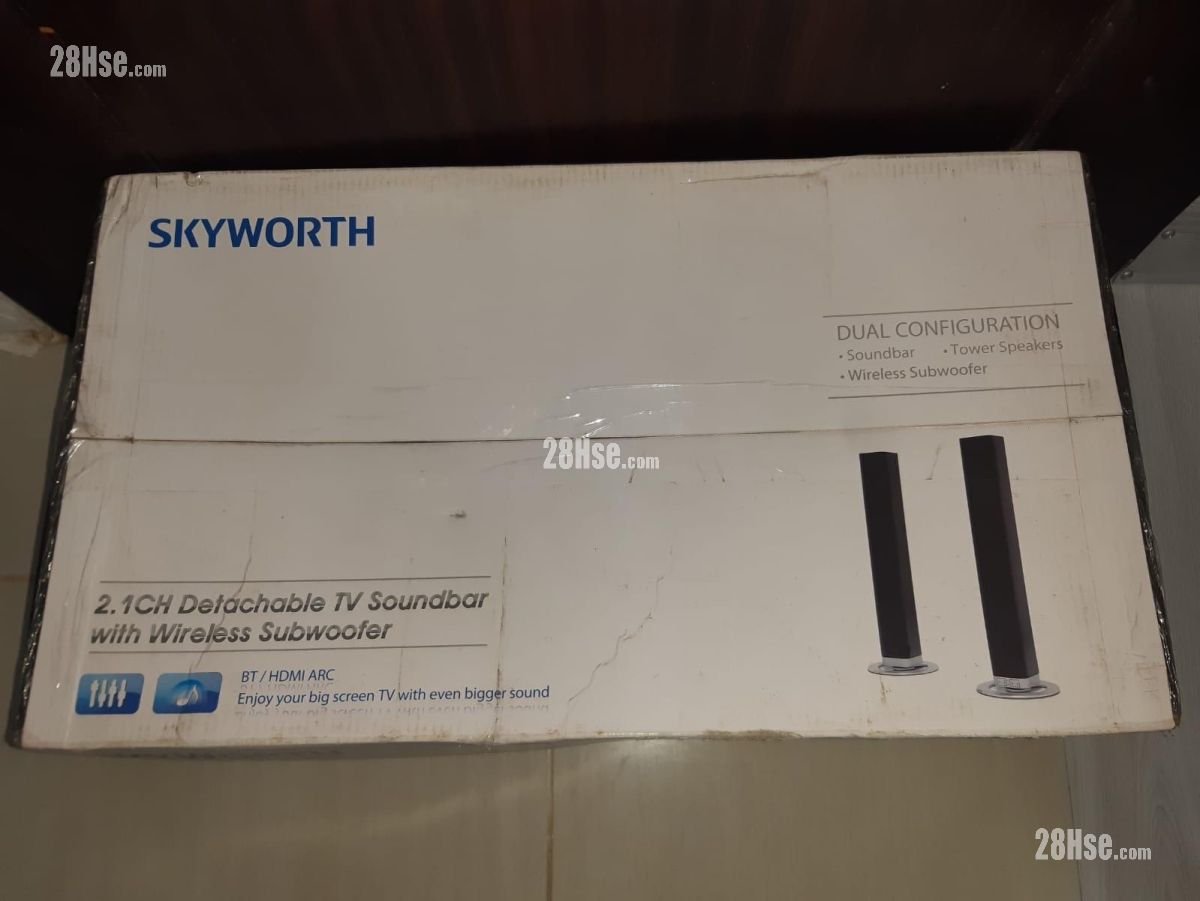 28Hse.com
SKYWORTH
DUAL CONFIGURATION
• Soundbar • Tower Speakers
• Wireless Subwoofer
28Hse.com
2.1CH Detachable TV Soundbar
with Wireless Subwoofer
BT / HDMI ARC
Enjoy your big screen TV with even bigger sound
28Hse.com